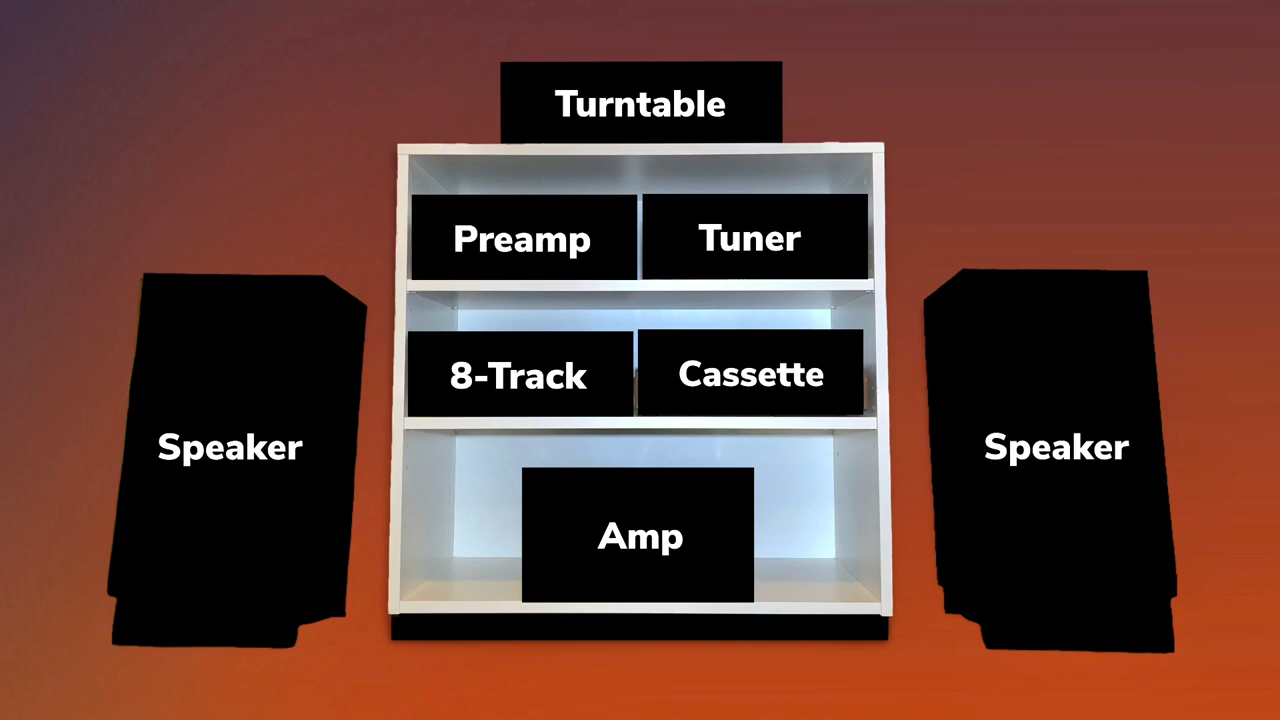 Turntable
Preamp
Tuner
8-Track
Cassette
Speaker
Speaker
Amp